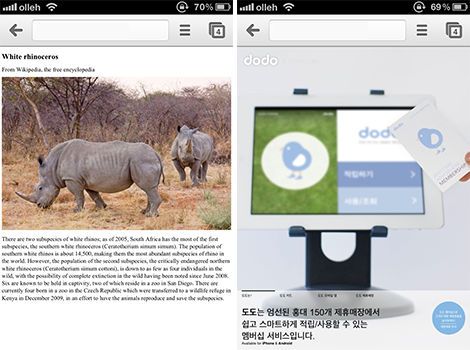 olleh
70%
4
White rhinoceros
From Wikipedia, the free encyclopedia
There are two subspecies of white rhinos; as of 2005, South Africa has the most of the first
subspecies, the southern white rhinoceros (Ceratotherium simum simum). The population of
southern white rhinos is about 14,500, making them the most abundant subspecies of rhino in
the world. However, the population of the second subspecies, the critically endangered northern
white rhinoceros (Ceratotherium simum cottoni), is down to as few as four individuals in the
wild, with the possibility of complete extinction in the wild having been noted since June 2008.
Six are known to be held in captivity, two of which reside in a zoo in San Diego. There are
currently four born in a zoo in the Czech Republic which were transferred to a wildlife refuge in
Kenya in December 2009, in an effort to have the animals reproduce and save the subspecies.
olleh
69%
4
dodo
dodo
적립하기
사용/조회
dodo
MEMBERSHIP
도도는 엄선된 홍대 150개 제휴매장에서
쉽고 스마트하게 적립/사용할 수 있는
멤버십 서비스입니다.
Available for iPhone & Android